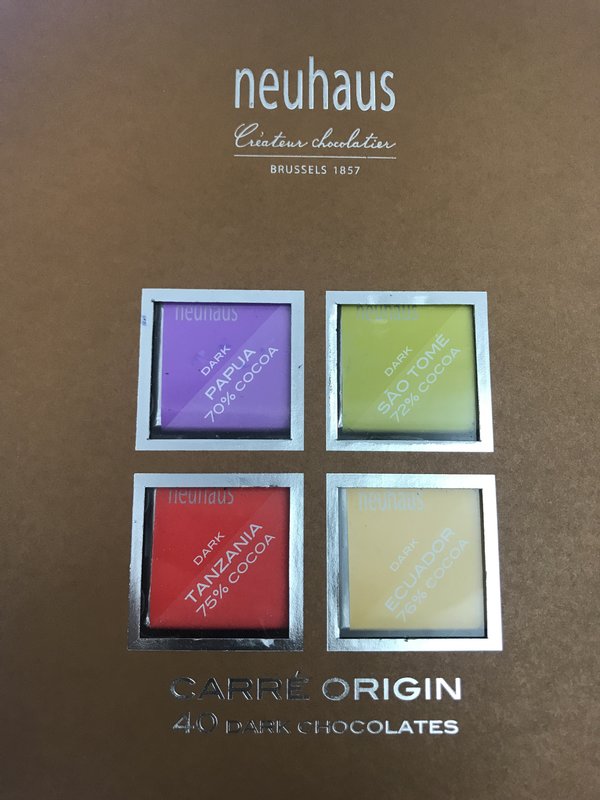 neuhaus
Créateur chocolatier
BRUSSELS 1857
neuhaus
DARK
PAPUA
70% COCOA
neuhaus
DARK
SÃO TOMÉ
72% COCOA
neuhaus
DARK
TANZANIA
75% COCOA
neuhaus
DARK
ECUADOR
76% COCOA
CARRÉ ORIGIN
40 DARK CHOCOLATES